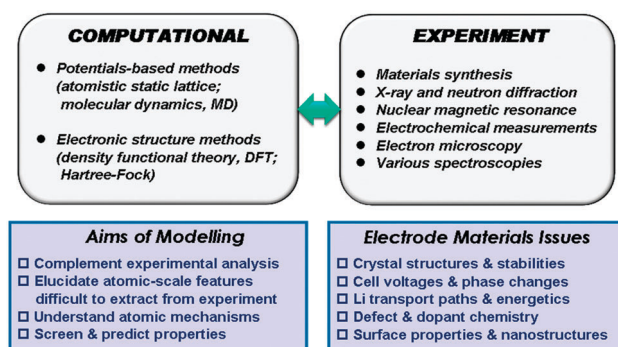 COMPUTATIONAL
● Potentials-based methods
(atomistic static lattice;
molecular dynamics, MD)
● Electronic structure methods
(density functional theory, DFT;
Hartree-Fock)
EXPERIMENT
● Materials synthesis
● X-ray and neutron diffraction
● Nuclear magnetic resonance
● Electrochemical measurements
● Electron microscopy
● Various spectroscopies
Aims of Modelling
□ Complement experimental analysis
□ Elucidate atomic-scale features
difficult to extract from experiment
□ Understand atomic mechanisms
□ Screen & predict properties
Electrode Materials Issues
□ Crystal structures & stabilities
□ Cell voltages & phase changes
□ Li transport paths & energetics
□ Defect & dopant chemistry
□ Surface properties & nanostructures